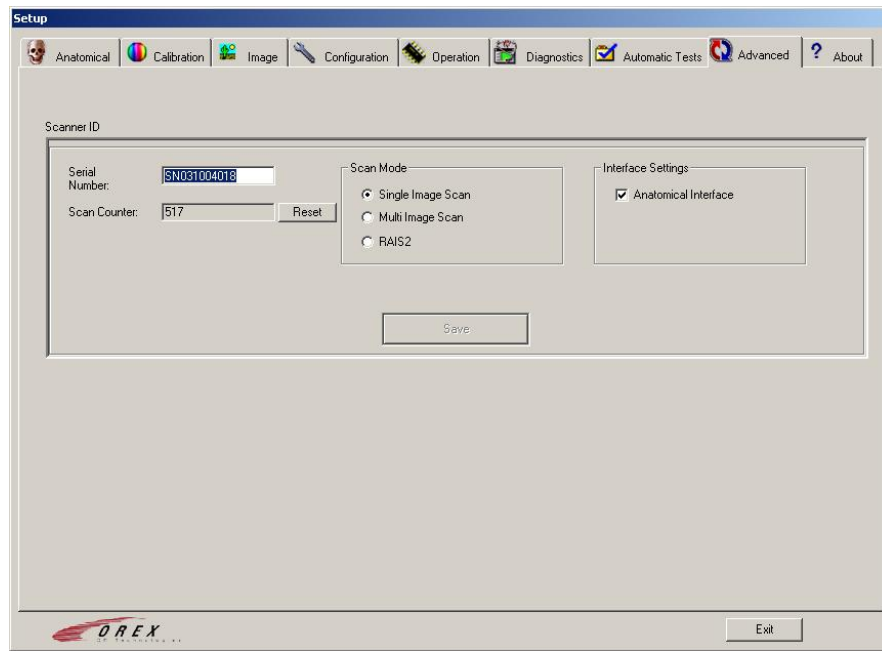 Setup
Anatomical Calibration Image Configuration Operation Diagnostics Automatic Tests Advanced ? About
Scanner ID
Serial Number: SN031004018
Scan Counter: 517 Reset
Scan Mode
Single Image Scan
Multi Image Scan
RAIS2
Interface Settings
Anatomical Interface
Save
OREX
Exit